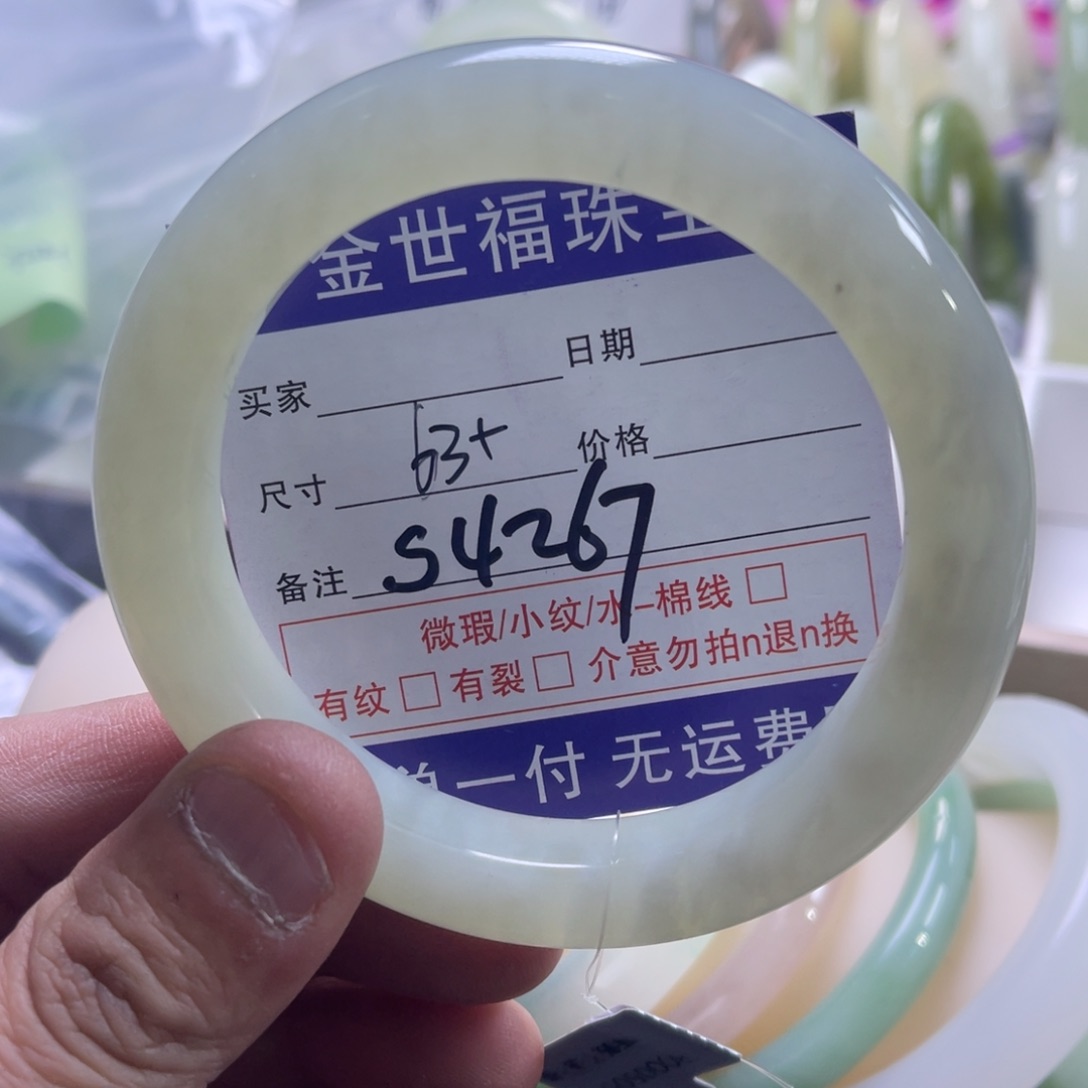 金世福珠宝
日期
买家
尺寸 63+ 价格
备注 S4267
微瑕/小纹/水-棉线 □
有纹 □ 有裂 □ 介意勿拍n退n换
单一付 无运费